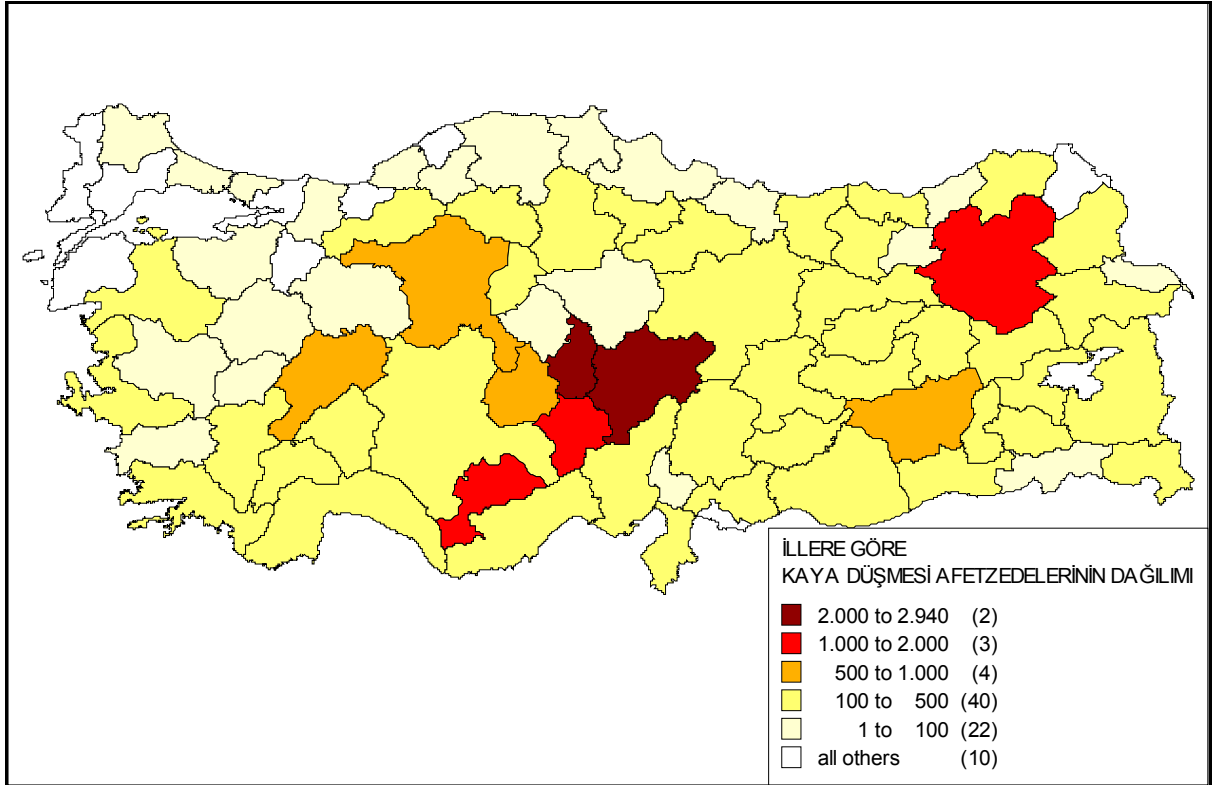 İLLERE GÖRE
KAYA DÜŞMESİ AFETZEDELERİNİN DAĞILIMI
2.000 to 2.940 (2)
1.000 to 2.000 (3)
500 to 1.000 (4)
100 to 500 (40)
1 to 100 (22)
all others (10)